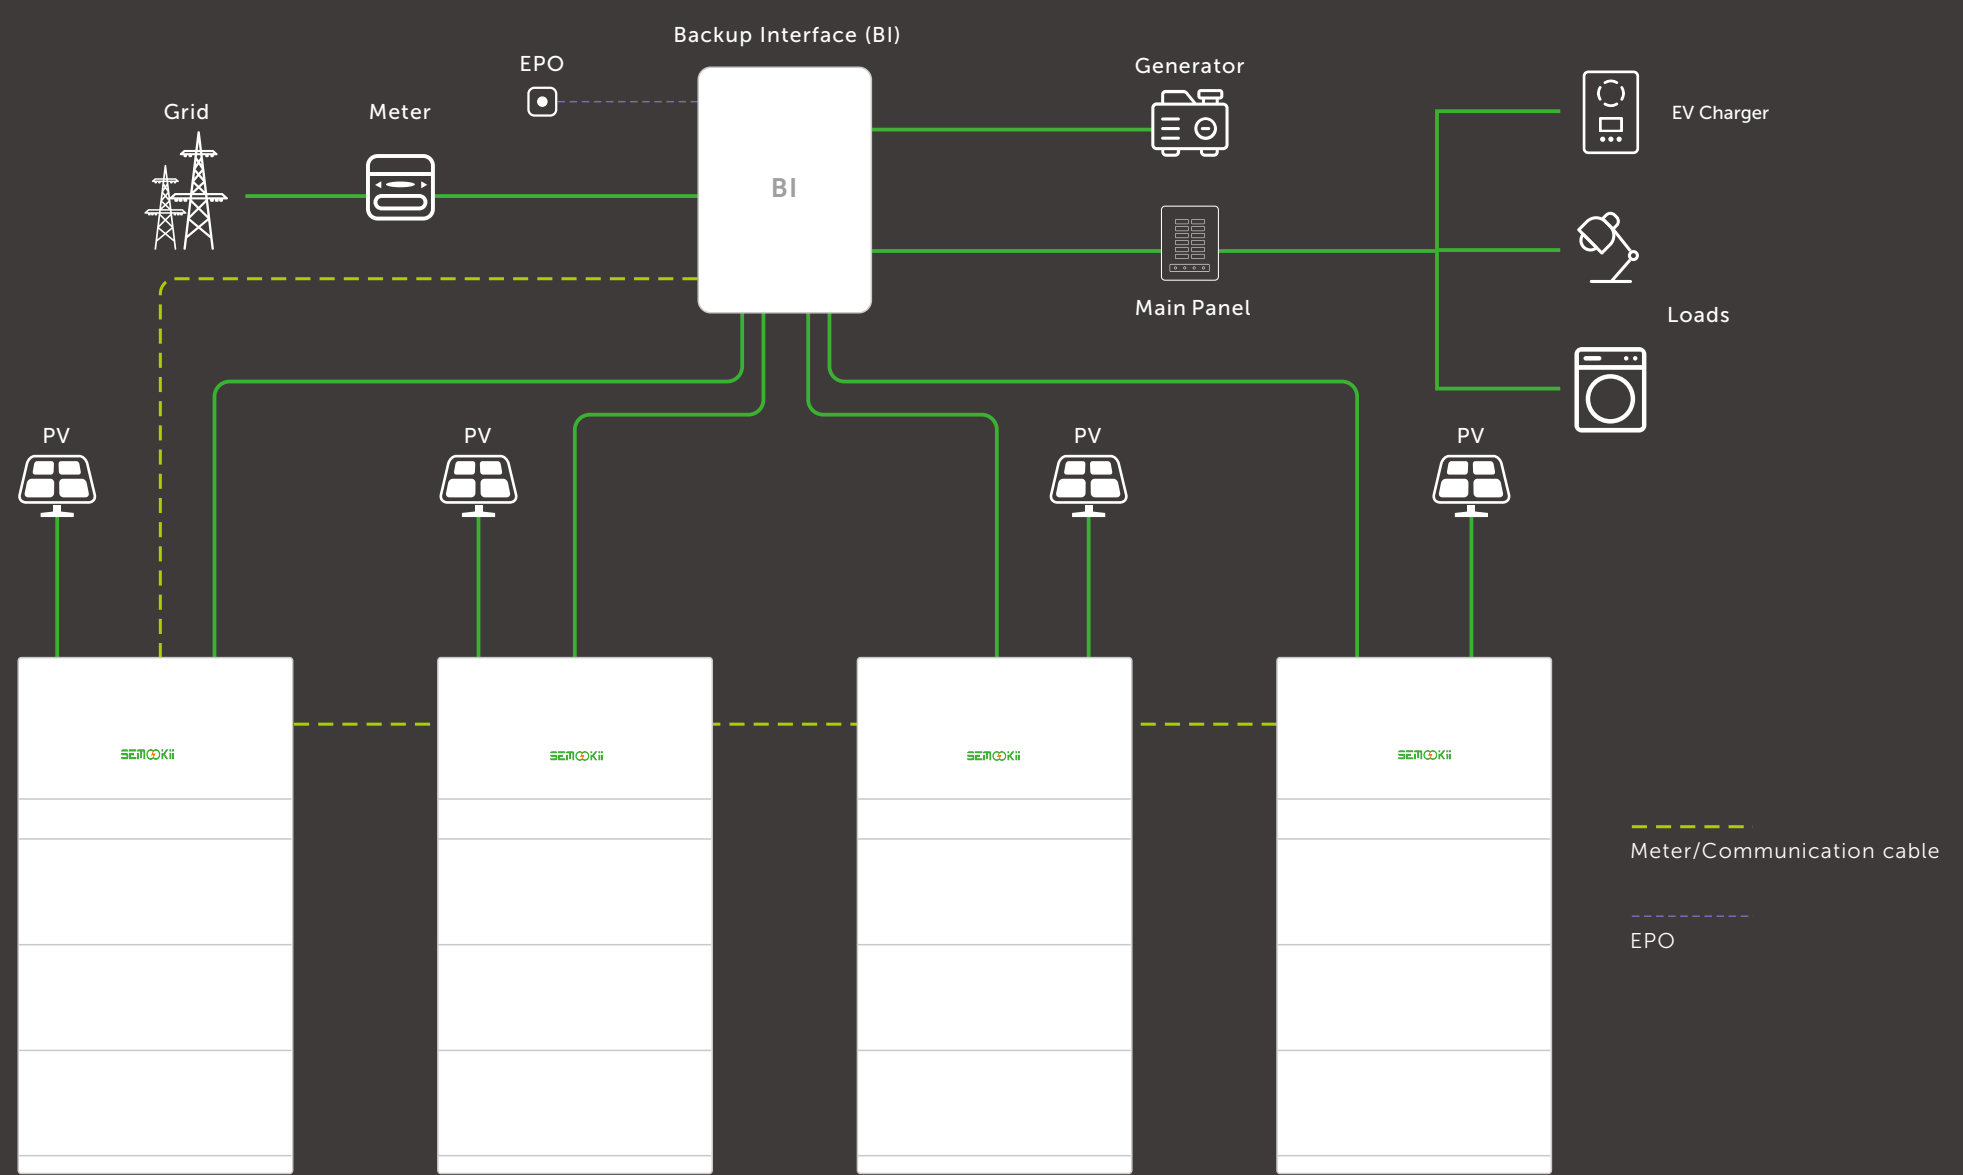 Backup Interface (BI)
EPO
Generator
Grid
Meter
EV Charger
BI
Main Panel
Loads
PV
PV
PV
PV
SEMOOKii
SEMOOKii
SEMOOKii
SEMOOKii
Meter/Communication cable
EPO